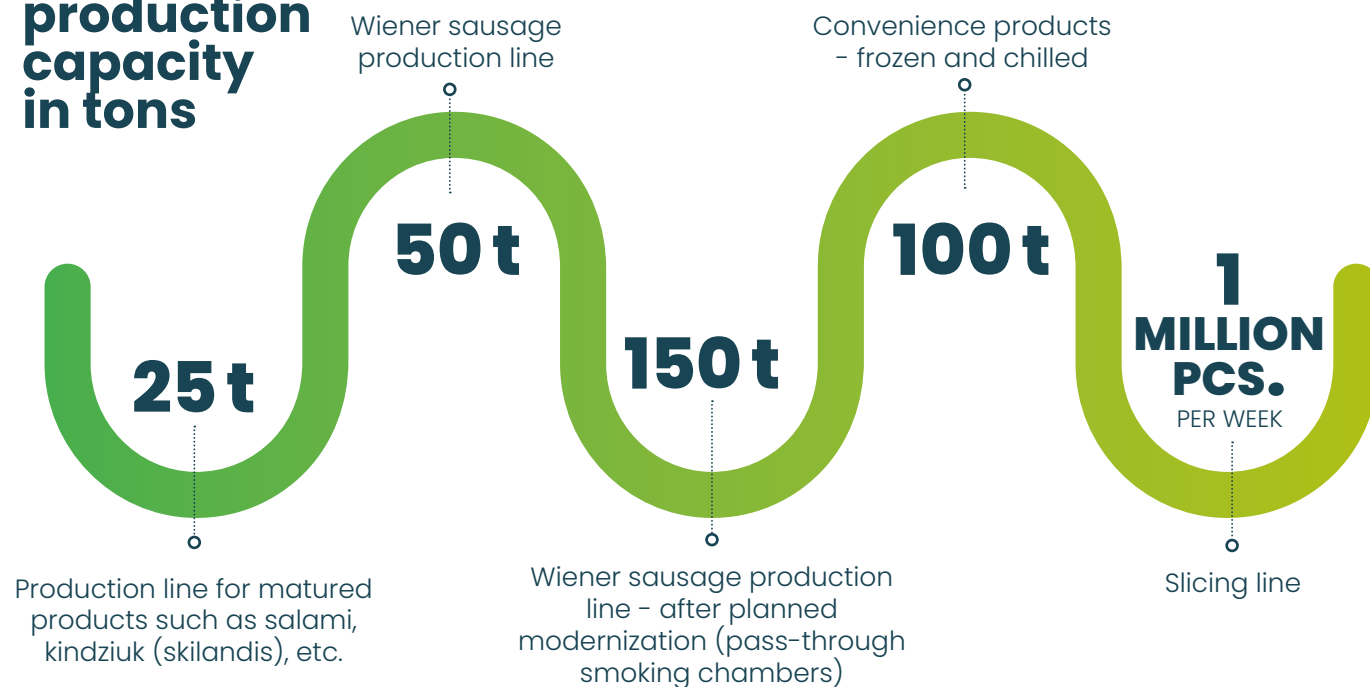 production
capacity
in tons
Wiener sausage
production line
Convenience products
- frozen and chilled
50 t
100 t
25 t
150 t
1
MILLION
PCS.
PER WEEK
Production line for matured
products such as salami,
kindziuk (skilandis), etc.
Wiener sausage production
line - after planned
modernization (pass-through
smoking chambers)
Slicing line